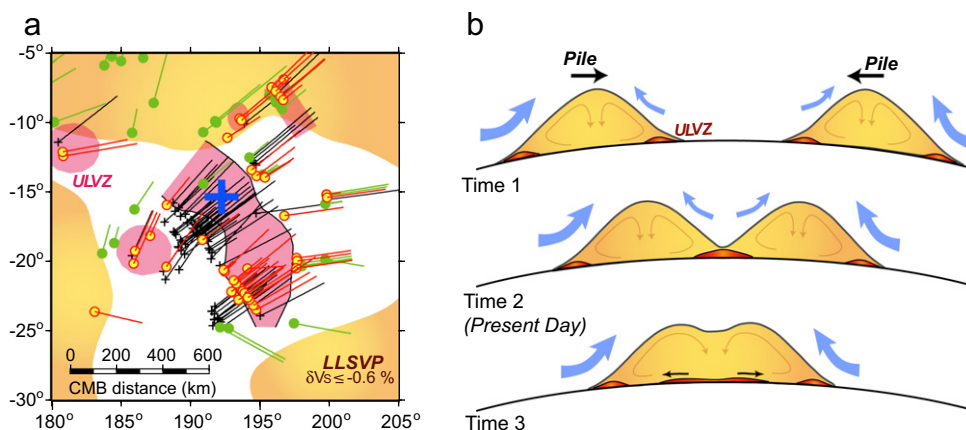 a
-5°
-10°
-15°
-20°
-25°
-30°
180°
185°
190°
195°
200°
205°
ULVZ
0 200 400 600
CMB distance (km)
LLSVP
δVs ≤ -0.6 %
b
Pile
Pile
ULVZ
Time 1
Time 2
(Present Day)
Time 3